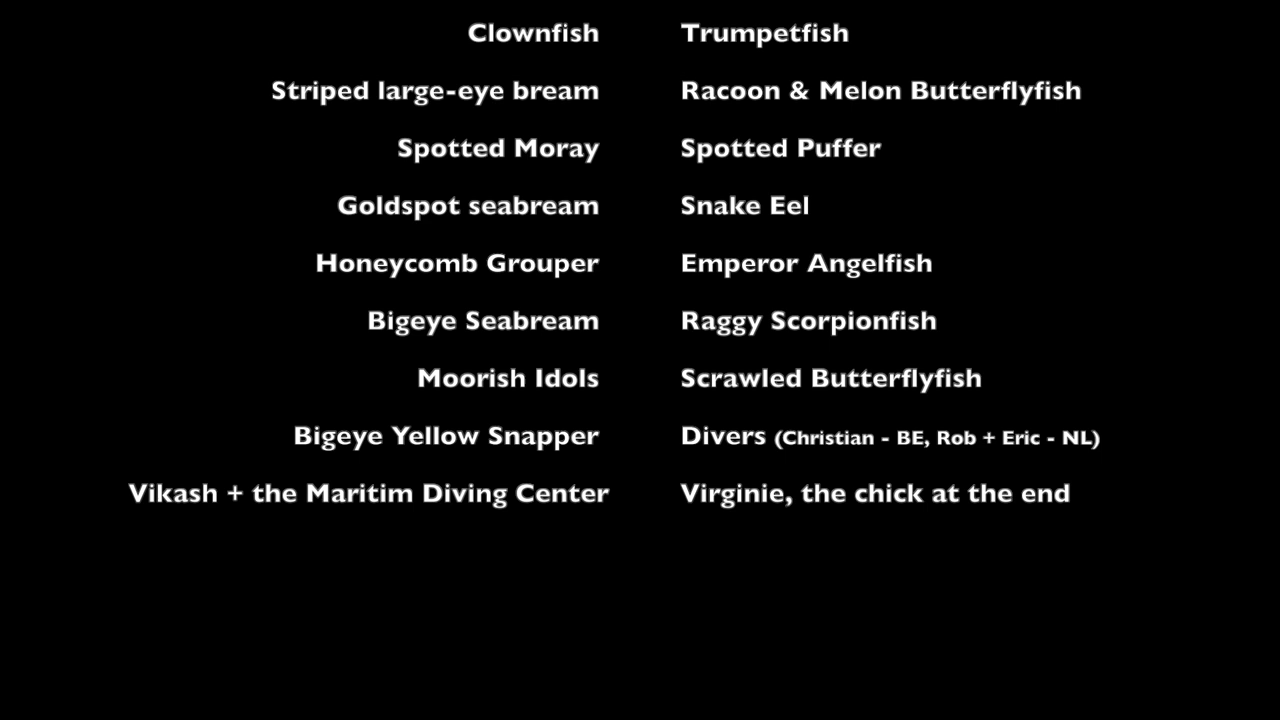 Clownfish Trumpetfish
Striped large-eye bream Racoon & Melon Butterflyfish
Spotted Moray Spotted Puffer
Goldspot seabream Snake Eel
Honeycomb Grouper Emperor Angelfish
Bigeye Seabream Raggy Scorpionfish
Moorish Idols Scrawled Butterflyfish
Bigeye Yellow Snapper Divers (Christian - BE, Rob + Eric - NL)
Vikash + the Maritim Diving Center Virginie, the chick at the end